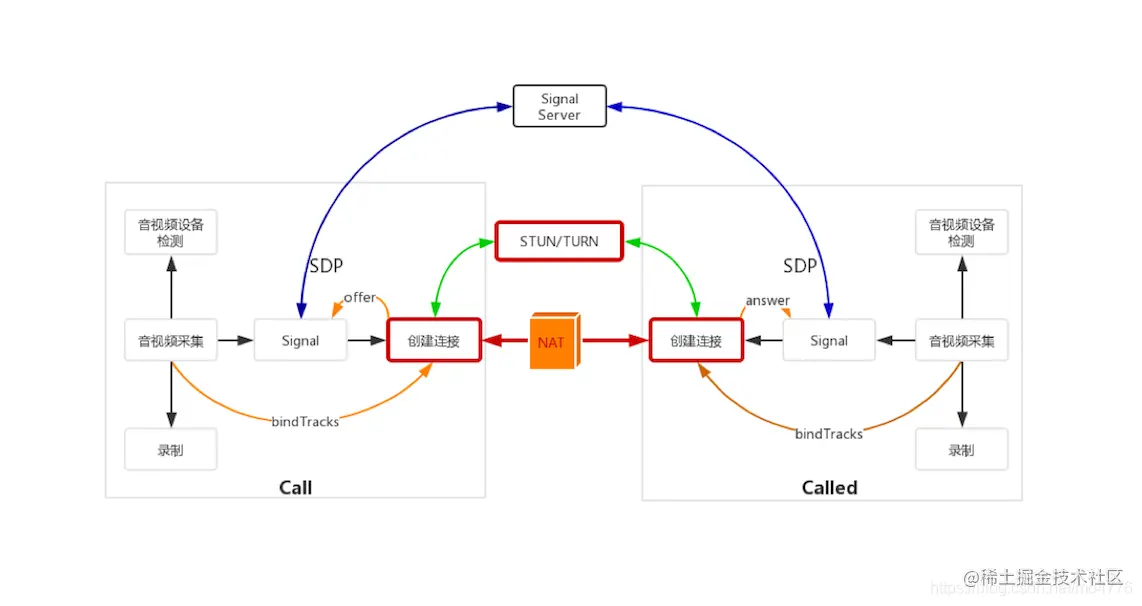 Signal
Server
音视频设备
检测
STUN/TURN
音视频设备
检测
SDP
SDP
offer
answer
音视频采集
Signal
创建连接
NAT
创建连接
Signal
音视频采集
bindTracks
bindTracks
录制
录制
Call
Called
@稀土掘金技术社区